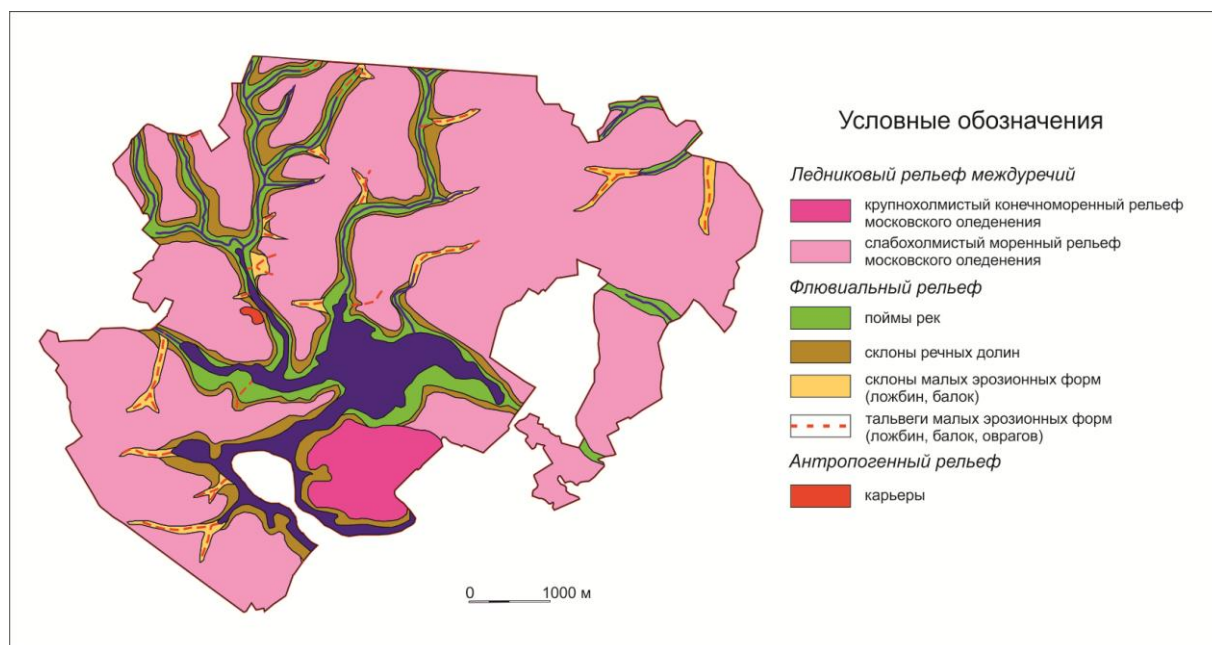 Условные обозначения
Ледниковый рельеф междуречий
крупнохолмистый конечноморенный рельеф
московского оледенения
слабохолмистый моренный рельеф
московского оледенения
Флювиальный рельеф
поймы рек
склоны речных долин
склоны малых эрозионных форм
(ложбин, балок)
тальвеги малых эрозионных форм
(ложбин, балок, оврагов)
Антропогенный рельеф
карьеры
0 1000 м